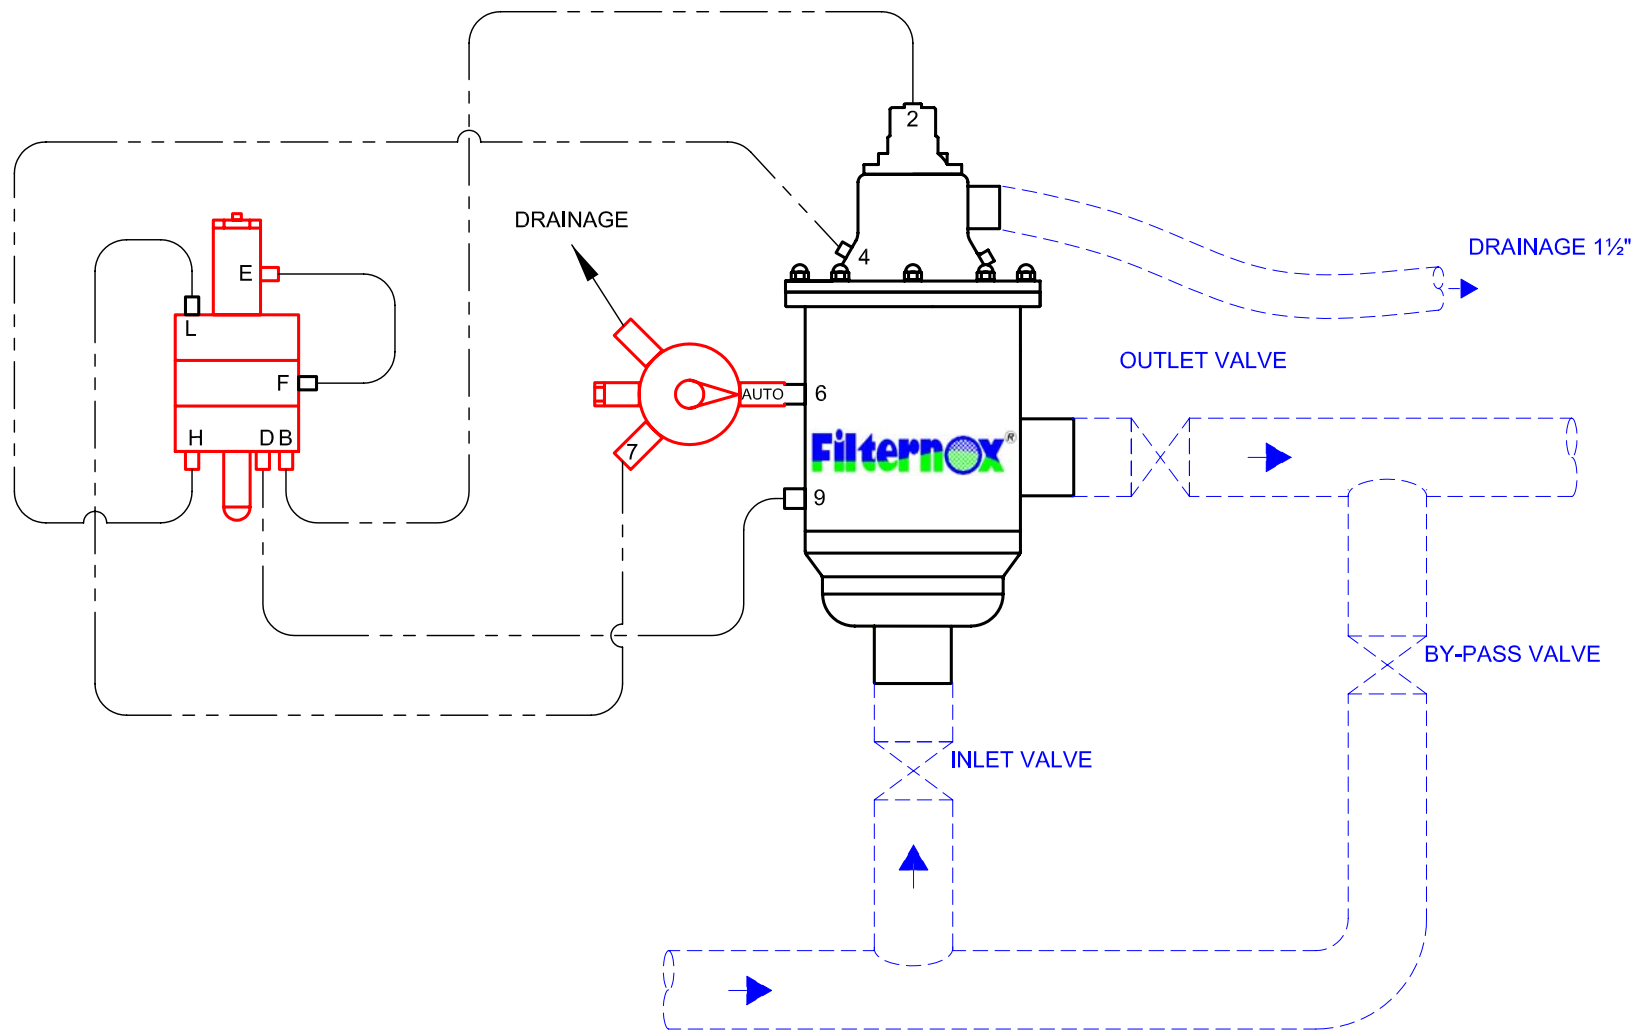 2
DRAINAGE
4
DRAINAGE 1½"
E
L
OUTLET VALVE
F
AUTO
6
Filternox®
H
D
B
7
9
BY-PASS VALVE
INLET VALVE